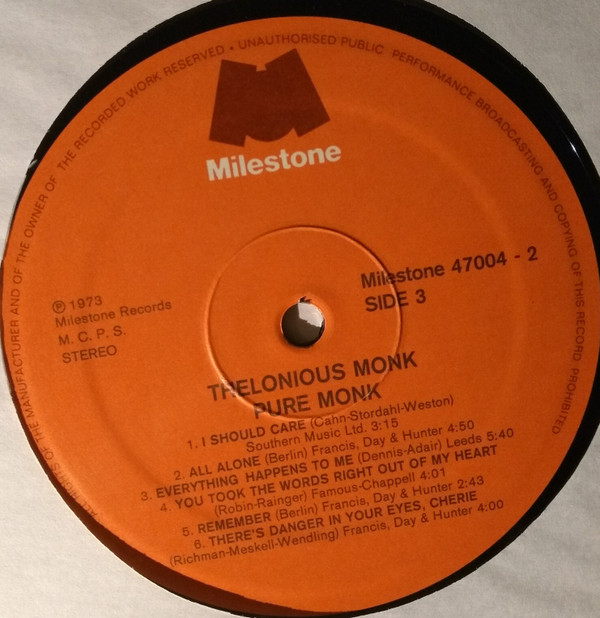 ALL RIGHTS OF THE MANUFACTURER AND OF THE OWNER OF THE RECORDED WORK RESERVED • UNAUTHORISED PUBLIC PERFORMANCE BROADCASTING AND COPYING OF THIS RECORD PROHIBITED
Milestone
Milestone 47004 - 2
SIDE 3
℗ 1973
Milestone Records
M. C. P. S.
STEREO
THELONIOUS MONK
PURE MONK
1. I SHOULD CARE (Cahn-Stordahl-Weston)
Southern Music Ltd. 3:15
2. ALL ALONE (Berlin) Francis, Day & Hunter 4:50
3. EVERYTHING HAPPENS TO ME (Dennis-Adair) Leeds 5:40
4. YOU TOOK THE WORDS RIGHT OUT OF MY HEART
(Robin-Rainger) Famous-Chappell 4:01
5. REMEMBER (Berlin) Francis, Day & Hunter 2:43
6. THERE'S DANGER IN YOUR EYES, CHERIE
(Richman-Meskell-Wendling) Francis, Day & Hunter 4:00